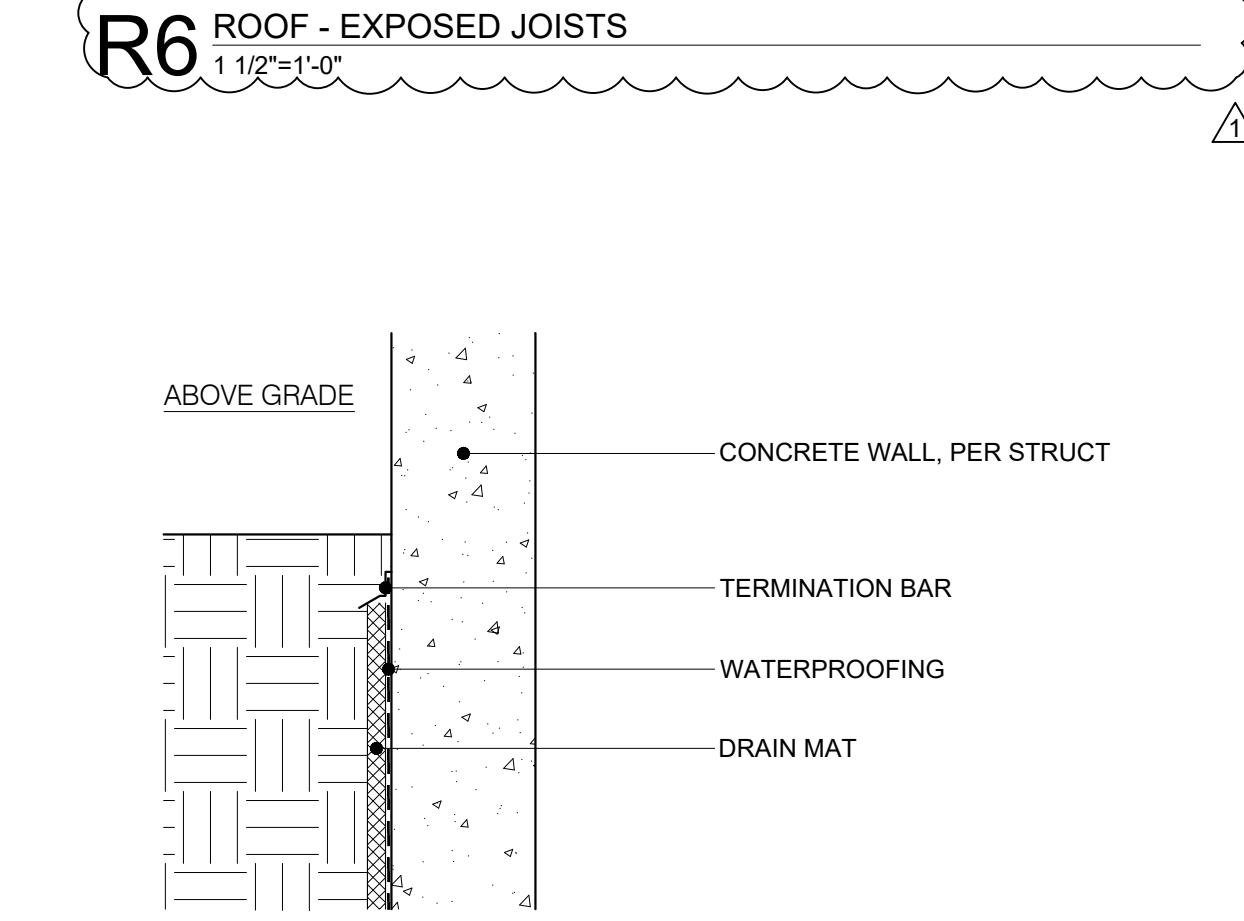 R6 ROOF - EXPOSED JOISTS
1 1/2"=1'-0"
1
ABOVE GRADE
CONCRETE WALL, PER STRUCT
TERMINATION BAR
WATERPROOFING
DRAIN MAT